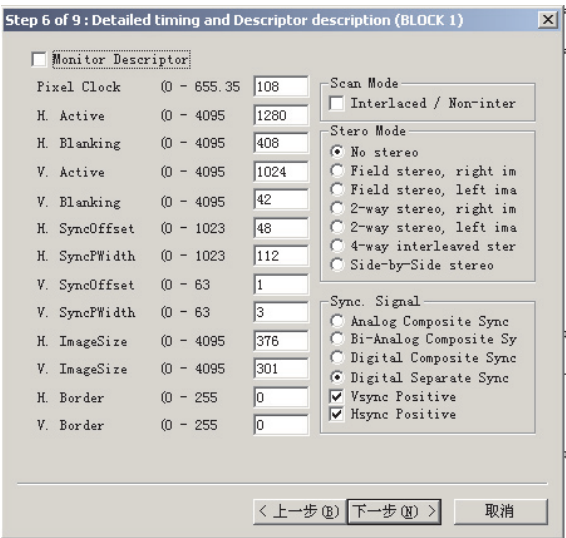 Step 6 of 9 : Detailed timing and Descriptor description (BLOCK 1)
Monitor Descriptor
Pixel Clock (0 - 655.35 108
H. Active (0 - 4095 1280
H. Blanking (0 - 4095 408
V. Active (0 - 4095 1024
V. Blanking (0 - 4095 42
H. SyncOffset (0 - 1023 48
H. SyncPWidth (0 - 1023 112
V. SyncOffset (0 - 63 1
V. SyncPWidth (0 - 63 3
H. ImageSize (0 - 4095 376
V. ImageSize (0 - 4095 301
H. Border (0 - 255 0
V. Border (0 - 255 0
Scan Mode
Interlaced / Non-inter
Stero Mode
No stereo
Field stereo, right im
Field stereo, left ima
2-way stereo, right im
2-way stereo, left ima
4-way interleaved ster
Side-by-Side stereo
Sync. Signal
Analog Composite Sync
Bi-Analog Composite Sy
Digital Composite Sync
Digital Separate Sync
Vsync Positive
Hsync Positive
< 上一步(B) 下一步(N) > 取消